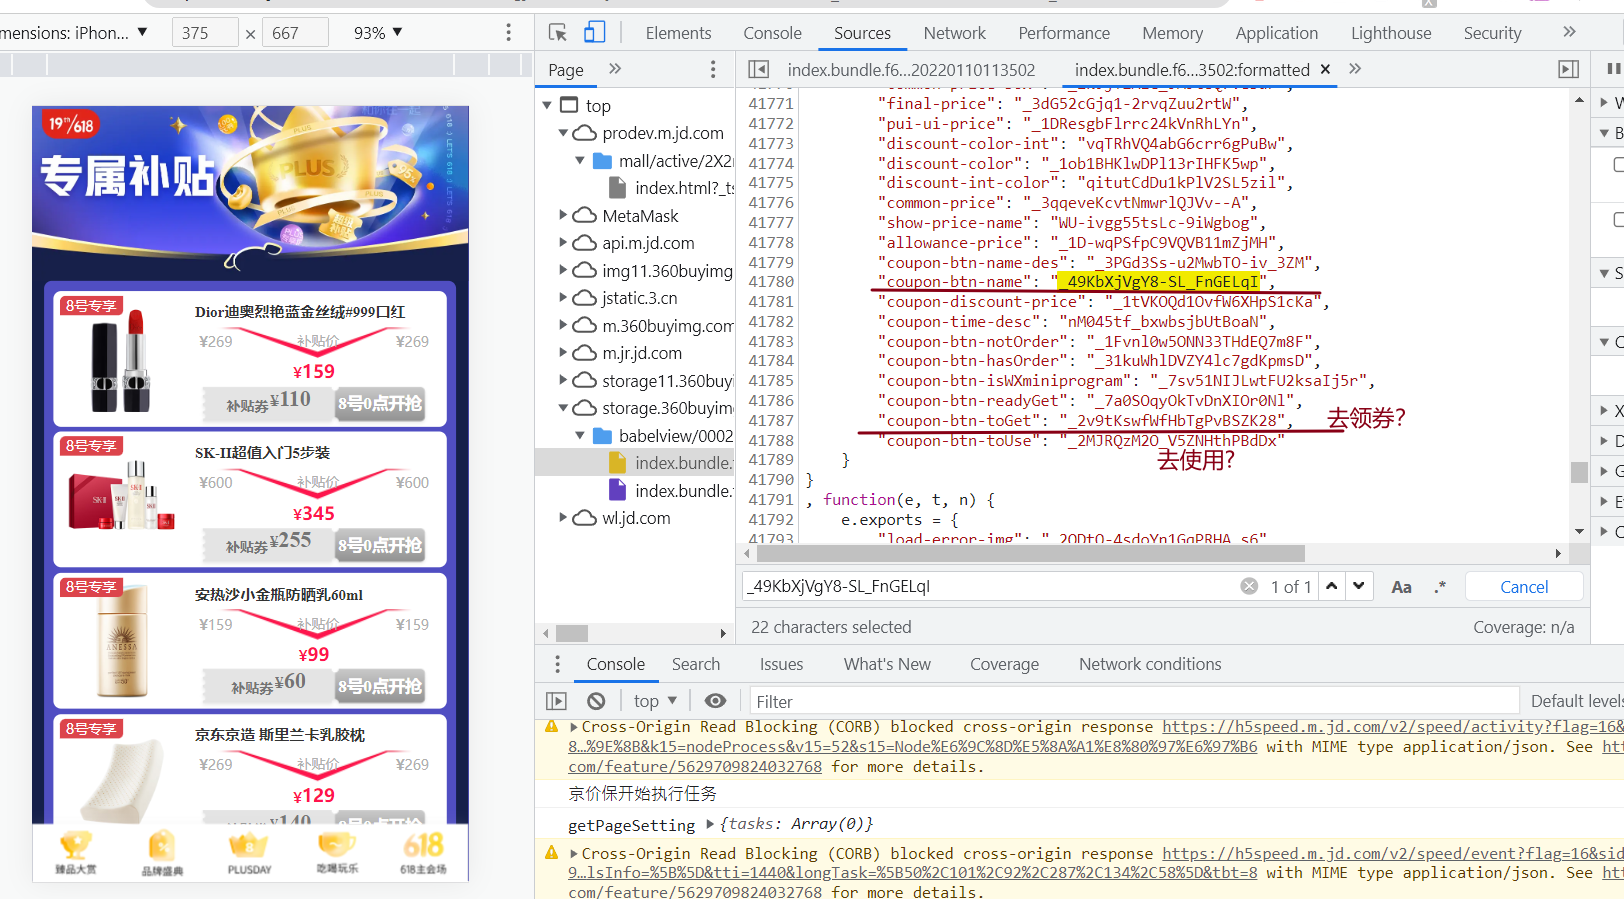 mensions: iPhon... ▼ 375 × 667 93% ▼
Elements Console Sources Network Performance Memory Application Lighthouse Security »
Page »
index.bundle.f6...20220110113502 index.bundle.f6...3502:formatted × »
top
prodev.m.jd.com
mall/active/2X2
index.html?_ts
MetaMask
api.m.jd.com
img11.360buyimg
jstatic.3.cn
m.360buyimg.com
m.jr.jd.com
storage11.360buyi
storage.360buyim
babelview/0002
index.bundle.
index.bundle.
wl.jd.com
41771 "final-price": "_3dG52cGjq1-2rvqZuu2rtW",
41772 "pui-ui-price": "_1DResgbFlrrc24kVnRhLYn",
41773 "discount-color-int": "vqTRhVQ4abG6crr6gPuBw",
41774 "discount-color": "_1ob1BHKlwDPl13rIHFK5wp",
41775 "discount-int-color": "qitutCdDu1kPlV2SL5zil",
41776 "common-price": "_3qqeveKcvtNmwrlQJVv--A",
41777 "show-price-name": "WU-ivgg55tsLc-9iWgbog",
41778 "allowance-price": "_1D-wqPSfpC9VQVB11mZjMH",
41779 "coupon-btn-name-des": "_3PGd3Ss-u2MwbTO-iv_3ZM",
41780 "coupon-btn-name": "_49KbXjVgY8-SL_FnGELqI",
41781 "coupon-discount-price": "_1tVKOQd1OvfW6XHpS1cKa",
41782 "coupon-time-desc": "nM045tf_bxwbsjbUtBoaN",
41783 "coupon-btn-notOrder": "_1Fvnl0w5ONN33THdEQ7m8F",
41784 "coupon-btn-hasOrder": "_31kuWhlDVZY4lc7gdKpmsD",
41785 "coupon-btn-isWXminiprogram": "_7sv51NIJLwtFU2ksaIj5r",
41786 "coupon-btn-readyGet": "_7a0SOqyOkTvDnXIOr0Nl",
41787 "coupon-btn-toGet": "_2v9tKswfWfHbTgPvBSZK28", 去领券?
41788 "coupon-btn-toUse": "_2MJRQzM2O_V5ZNHthPBdDx"
去使用?
41789 }
41790 }
41791 , function(e, t, n) {
41792 e.exports = {
41793 "load-error-img": "_2ODtO-4sdoYn1GqPRHA_s6"
_49KbXjVgY8-SL_FnGELqI 1 of 1 Aa .* Cancel
22 characters selected Coverage: n/a
Console Search Issues What's New Coverage Network conditions
top ▼ Filter Default levels
Cross-Origin Read Blocking (CORB) blocked cross-origin response https://h5speed.m.jd.com/v2/speed/activity?flag=16&
8...%9E%8B&k15=nodeProcess&v15=52&s15=Node%E6%9C%8D%E5%8A%A1%E8%80%97%E6%97%B6 with MIME type application/json. See
com/feature/5629709824032768 for more details.
京价保开始执行任务
getPageSetting {tasks: Array(0)}
Cross-Origin Read Blocking (CORB) blocked cross-origin response https://h5speed.m.jd.com/v2/speed/event?flag=16&sid
9...lsInfo=%5B%5D&tti=1440&longTask=%5B50%2C101%2C92%2C287%2C134%2C58%5D&tbt=8 with MIME type application/json. See
com/feature/5629709824032768 for more details.
19th/618
专属补贴
PLUS
8号专享
Dior迪奥烈艳蓝金丝绒#999口红
¥269 补贴价 ¥269
¥159
补贴券¥110 8号0点开抢
8号专享
SK-II超值入门5步装
¥600 补贴价 ¥600
¥345
补贴券¥255 8号0点开抢
8号专享
安热沙小金瓶防晒乳60ml
¥159 补贴价 ¥159
¥99
补贴券¥60 8号0点开抢
8号专享
京东京造 斯里兰卡乳胶枕
¥269 补贴价 ¥269
¥129
¥140
臻品大赏 品牌盛典 PLUSDAY 吃喝玩乐 618主会场